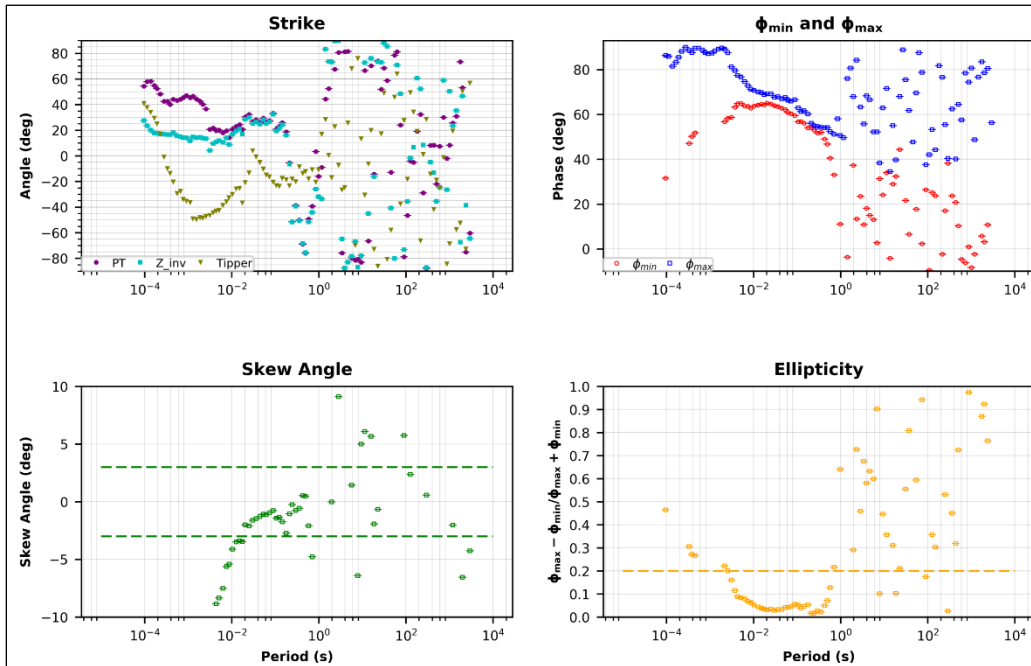 Strike
Angle (deg)
80
60
40
20
0
−20
−40
−60
−80
PT Z_inv Tipper
10⁻⁴ 10⁻² 10⁰ 10² 10⁴
ϕmin and ϕmax
Phase (deg)
80
60
40
20
0
ϕmin ϕmax
10⁻⁴ 10⁻² 10⁰ 10² 10⁴
Skew Angle
Skew Angle (deg)
10
5
0
−5
−10
10⁻⁴ 10⁻² 10⁰ 10² 10⁴
Period (s)
Ellipticity
ϕmax − ϕmin/ϕmax + ϕmin
1.0
0.9
0.8
0.7
0.6
0.5
0.4
0.3
0.2
0.1
0.0
10⁻⁴ 10⁻² 10⁰ 10² 10⁴
Period (s)